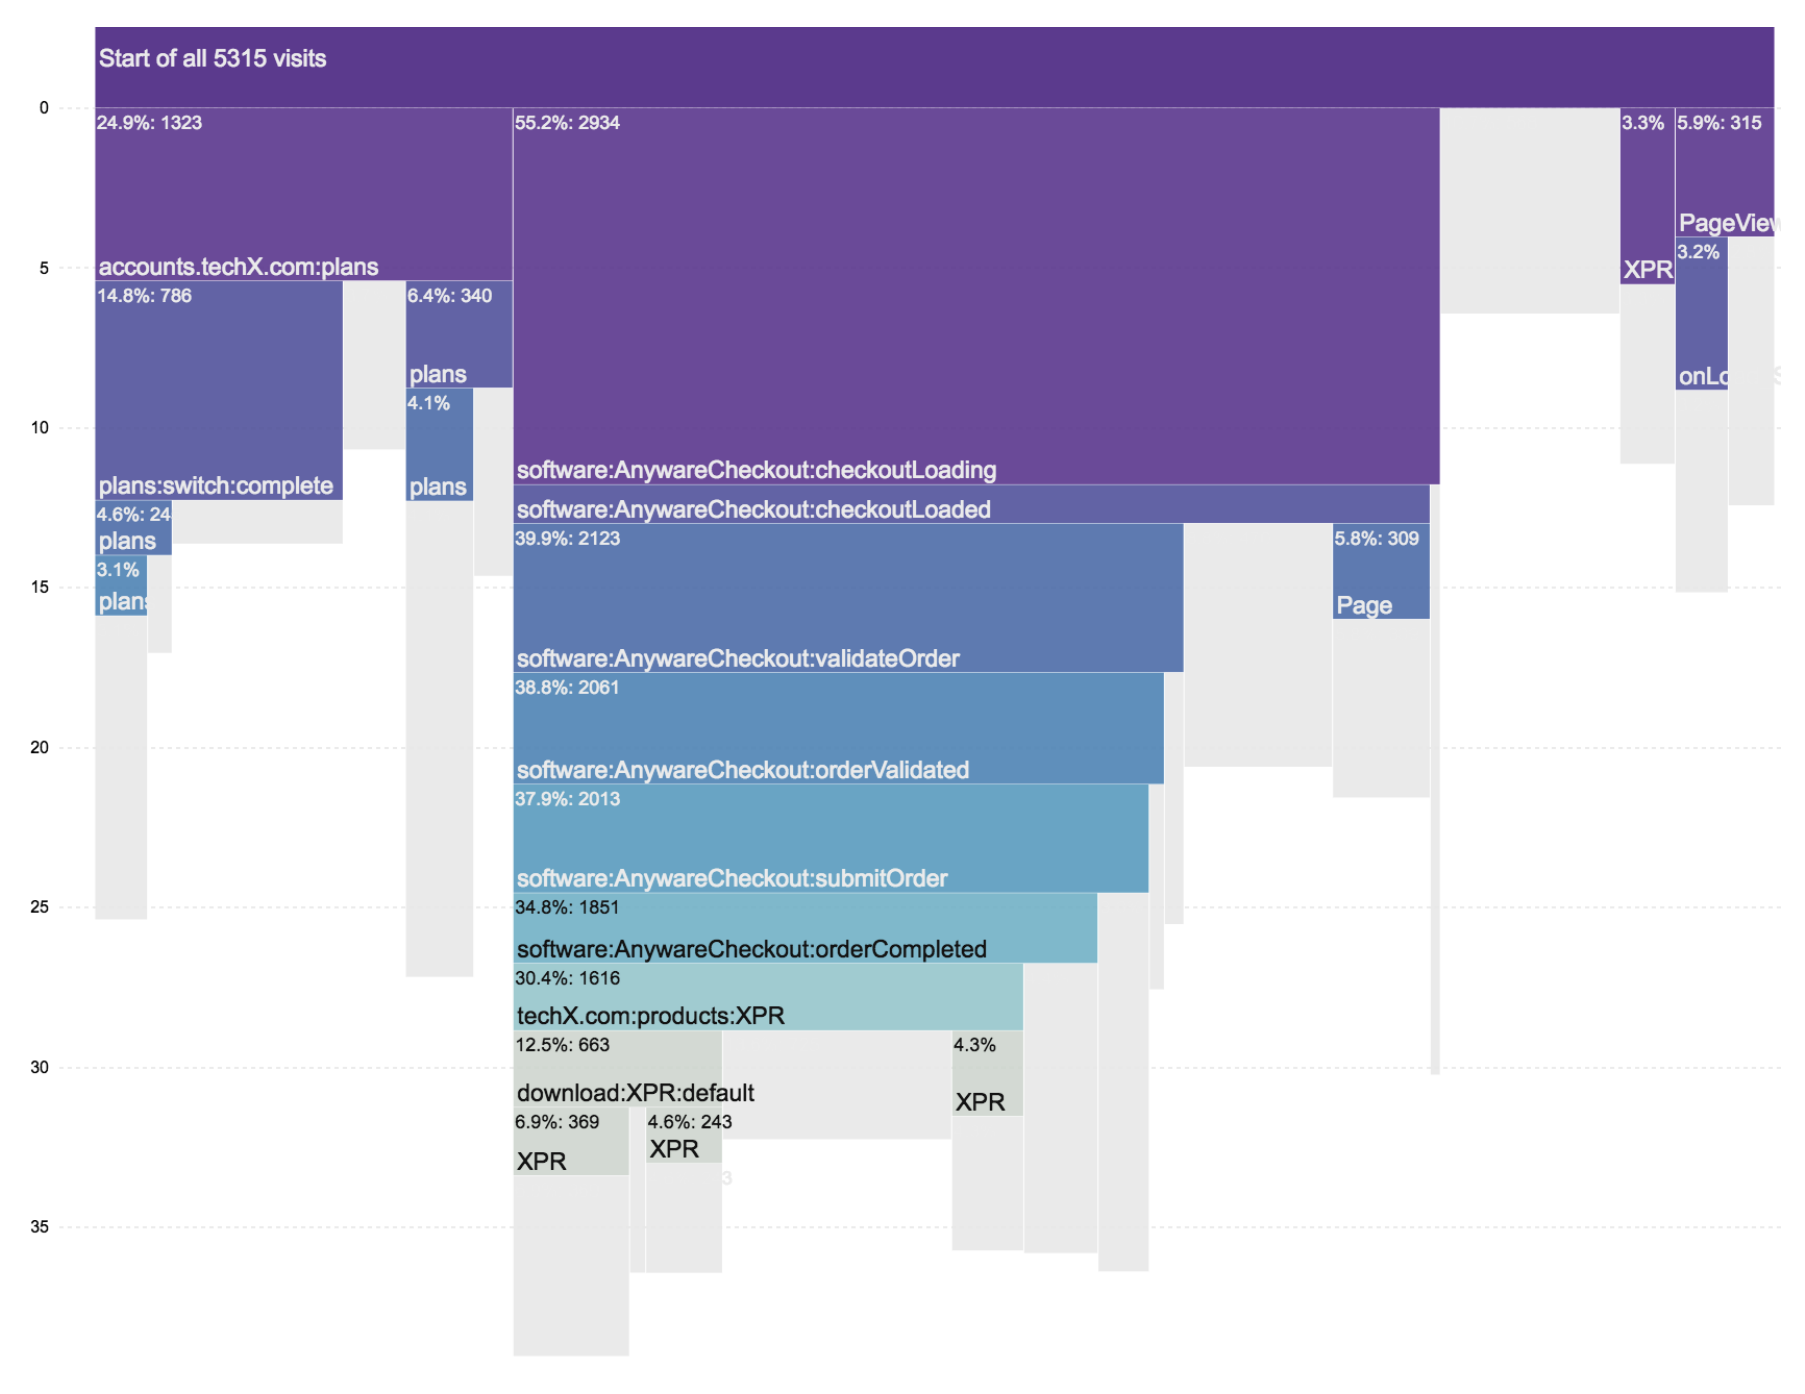 Start of all 5315 visits
0
24.9%: 1323
55.2%: 2934
3.3%
5.9%: 315
PageView
3.2%
accounts.techX.com:plans
5
XPR
14.8%: 786
6.4%: 340
plans
onLo
4.1%
10
software:AnywareCheckout:checkoutLoading
plans:switch:complete
plans
4.6%: 24
software:AnywareCheckout:checkoutLoaded
plans
39.9%: 2123
5.8%: 309
3.1%
15
plans
Page
software:AnywareCheckout:validateOrder
38.8%: 2061
20
software:AnywareCheckout:orderValidated
37.9%: 2013
software:AnywareCheckout:submitOrder
25
34.8%: 1851
software:AnywareCheckout:orderCompleted
30.4%: 1616
techX.com:products:XPR
12.5%: 663
4.3%
30
download:XPR:default
XPR
6.9%: 369
4.6%: 243
XPR
XPR
3
35